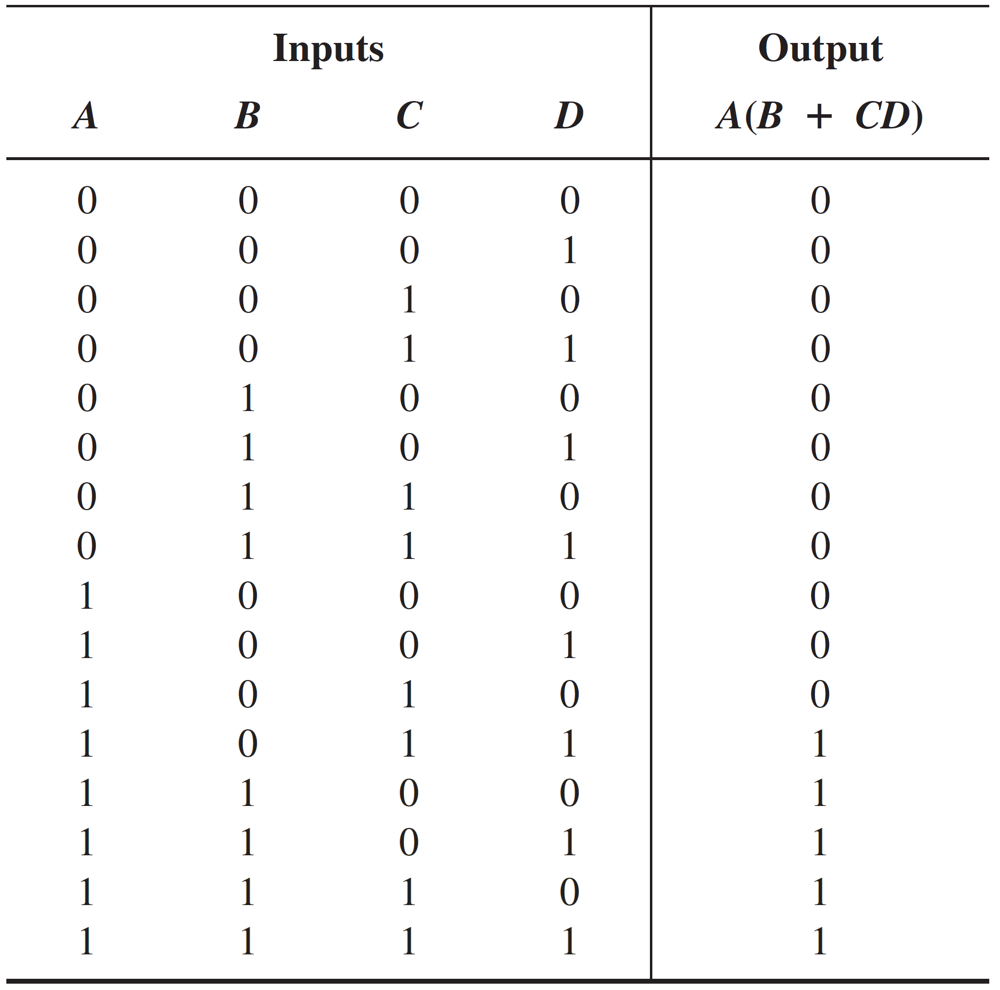 Inputs Output
A B C D A(B + CD)
0 0 0 0 0
0 0 0 1 0
0 0 1 0 0
0 0 1 1 0
0 1 0 0 0
0 1 0 1 0
0 1 1 0 0
0 1 1 1 0
1 0 0 0 0
1 0 0 1 0
1 0 1 0 0
1 0 1 1 1
1 1 0 0 1
1 1 0 1 1
1 1 1 0 1
1 1 1 1 1